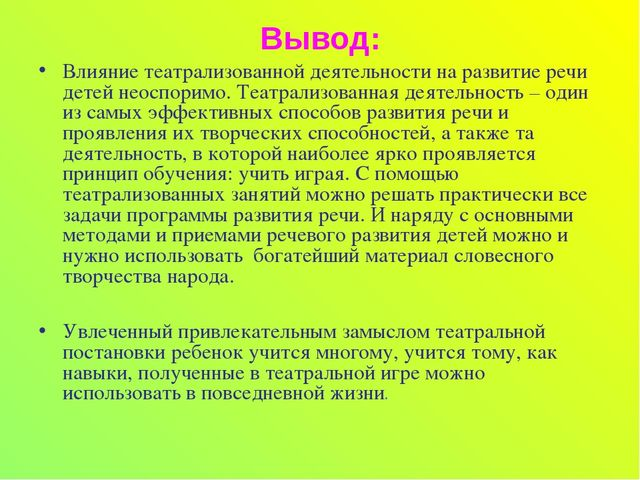 Вывод:
• Влияние театрализованной деятельности на развитие речи
детей неоспоримо. Театрализованная деятельность – один
из самых эффективных способов развития речи и
проявления их творческих способностей, а также та
деятельность, в которой наиболее ярко проявляется
принцип обучения: учить играя. С помощью
театрализованных занятий можно решать практически все
задачи программы развития речи. И наряду с основными
методами и приемами речевого развития детей можно и
нужно использовать богатейший материал словесного
творчества народа.
• Увлеченный привлекательным замыслом театральной
постановки ребенок учится многому, учится тому, как
навыки, полученные в театральной игре можно
использовать в повседневной жизни.